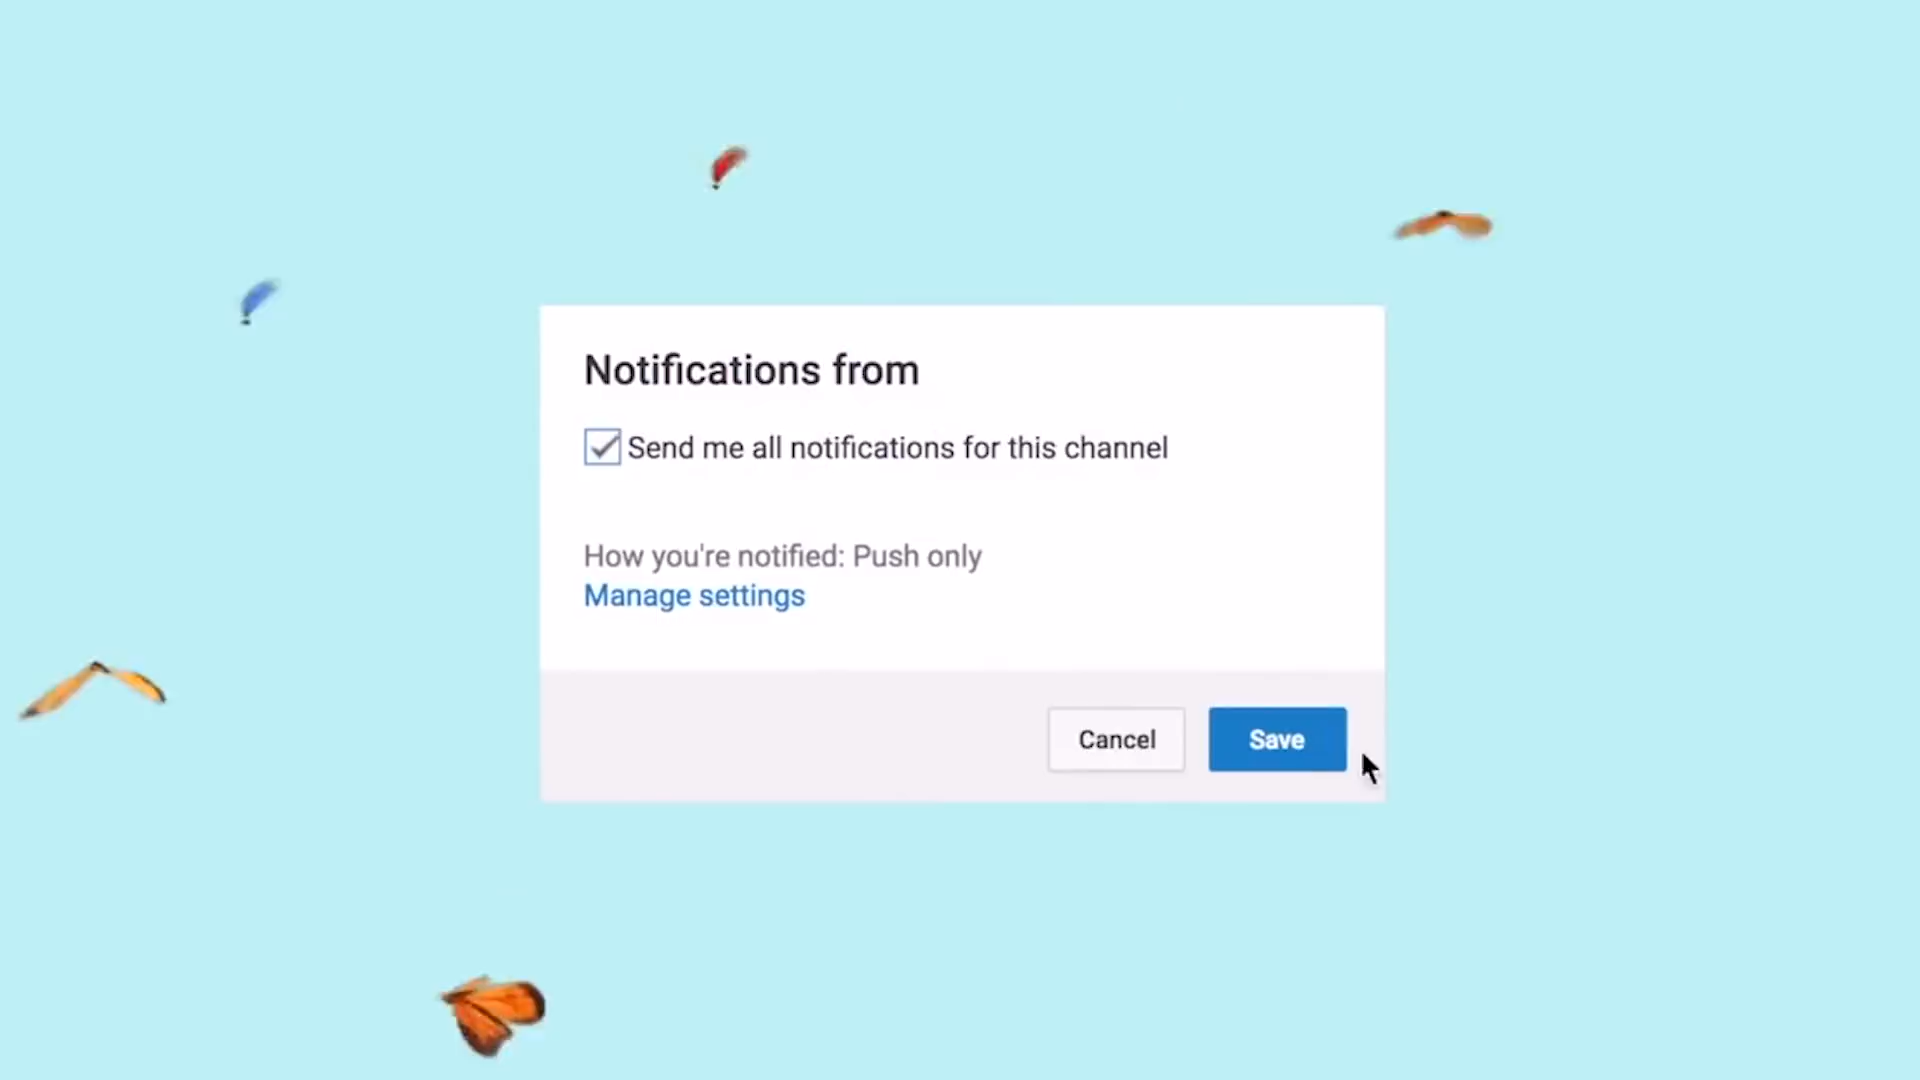 Notifications from
Send me all notifications for this channel
How you're notified: Push only
Manage settings
Cancel
Save